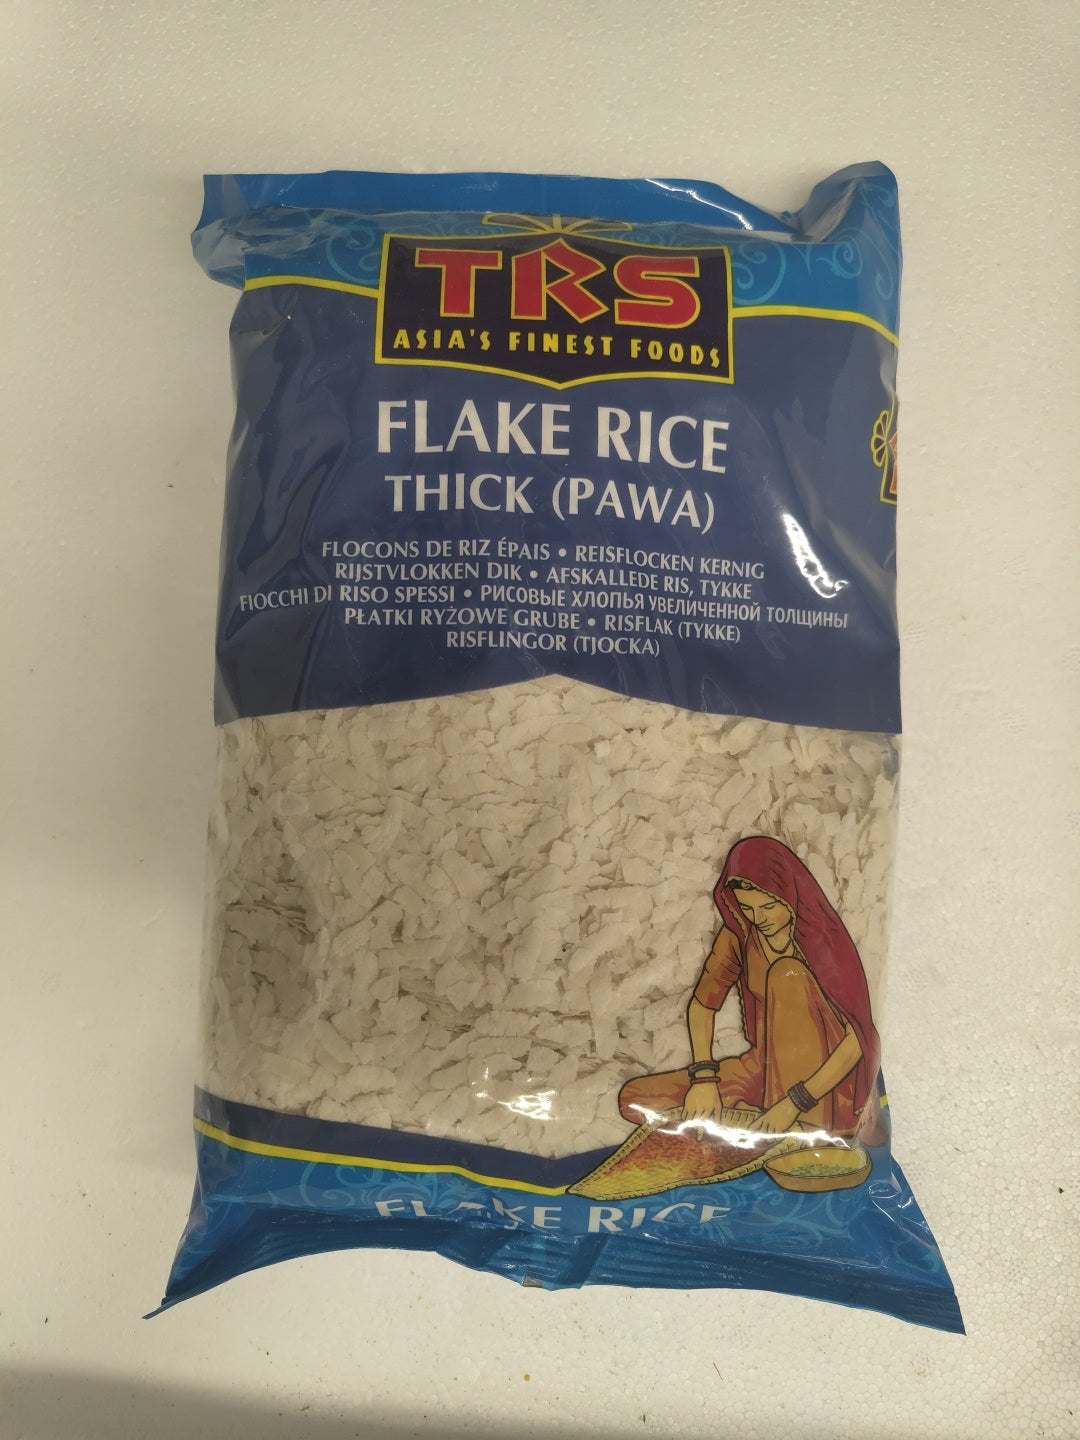 TRS
ASIA'S FINEST FOODS
FLAKE RICE
THICK (PAWA)
FLOCONS DE RIZ ÉPAIS • REISFLOCKEN KERNIG
RIJSTVLOKKEN DIK • AFSKALLEDE RIS, TYKKE
FIOCCHI DI RISO SPESSI • РИСОВЫЕ ХЛОПЬЯ УВЕЛИЧЕННОЙ ТОЛЩИНЫ
PŁATKI RYŻOWE GRUBE • RISFLAK (TYKKE)
RISFLINGOR (TJOCKA)
FLAKE RICE